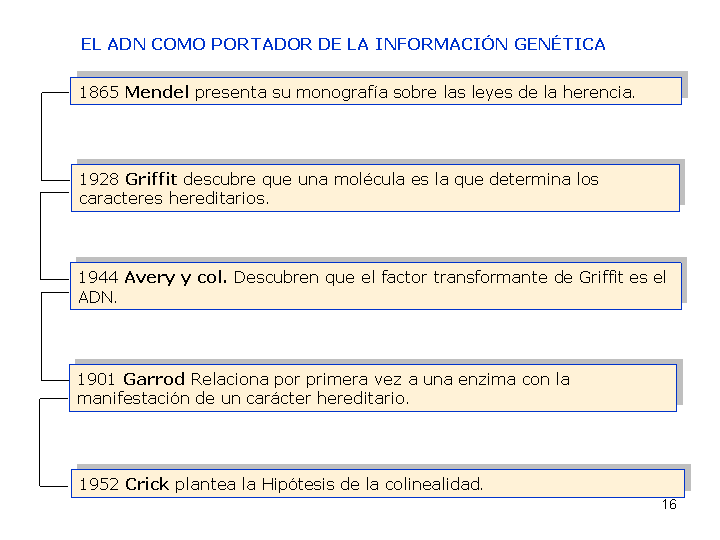 EL ADN COMO PORTADOR DE LA INFORMACIÓN GENÉTICA
1865 Mendel presenta su monografía sobre las leyes de la herencia.
1928 Griffit descubre que una molécula es la que determina los
caracteres hereditarios.
1944 Avery y col. Descubren que el factor transformante de Griffit es el
ADN.
1901 Garrod Relaciona por primera vez a una enzima con la
manifestación de un carácter hereditario.
1952 Crick plantea la Hipótesis de la colinealidad.
16